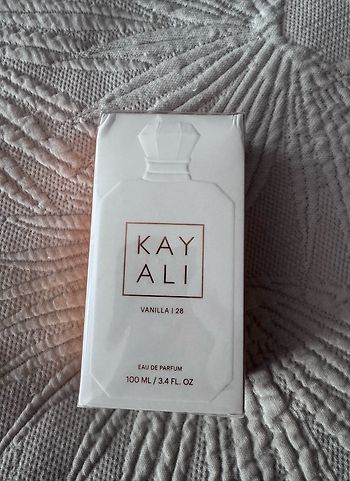 KAY
ALI
VANILLA | 28
EAU DE PARFUM
100 ML / 3.4 FL. OZ